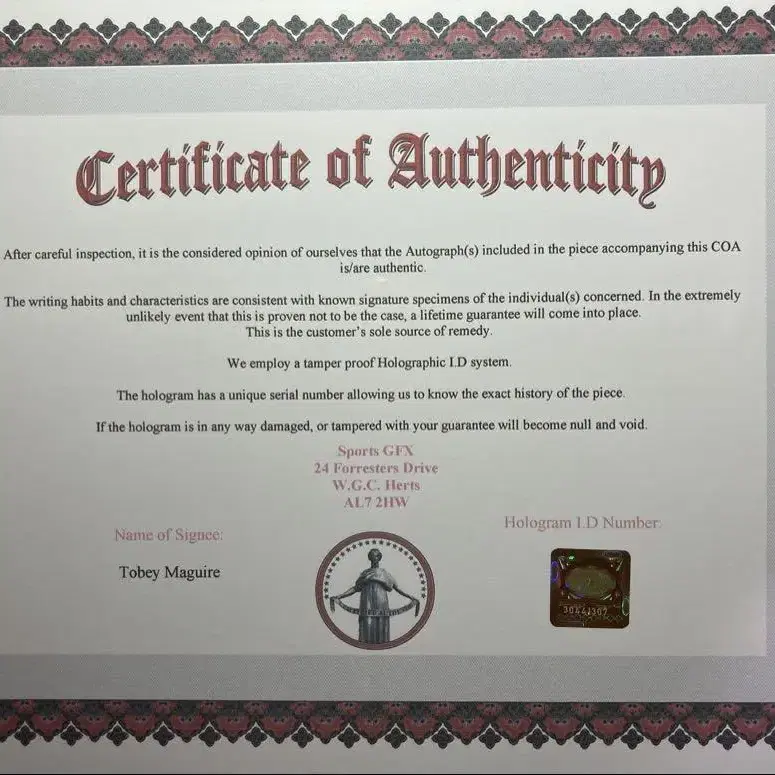 Certificate of Authenticity
After careful inspection, it is the considered opinion of ourselves that the Autograph(s) included in the piece accompanying this COA
is/are authentic.
The writing habits and characteristics are consistent with known signature specimens of the individual(s) concerned. In the extremely
unlikely event that this is proven not to be the case, a lifetime guarantee will come into place.
This is the customer's sole source of remedy.
We employ a tamper proof Holographic I.D system.
The hologram has a unique serial number allowing us to know the exact history of the piece.
If the hologram is in any way damaged, or tampered with your guarantee will become null and void.
Sports GFX
24 Forresters Drive
W.G.C. Herts
AL7 2HW
Name of Signee:
Hologram I.D Number:
Tobey Maguire